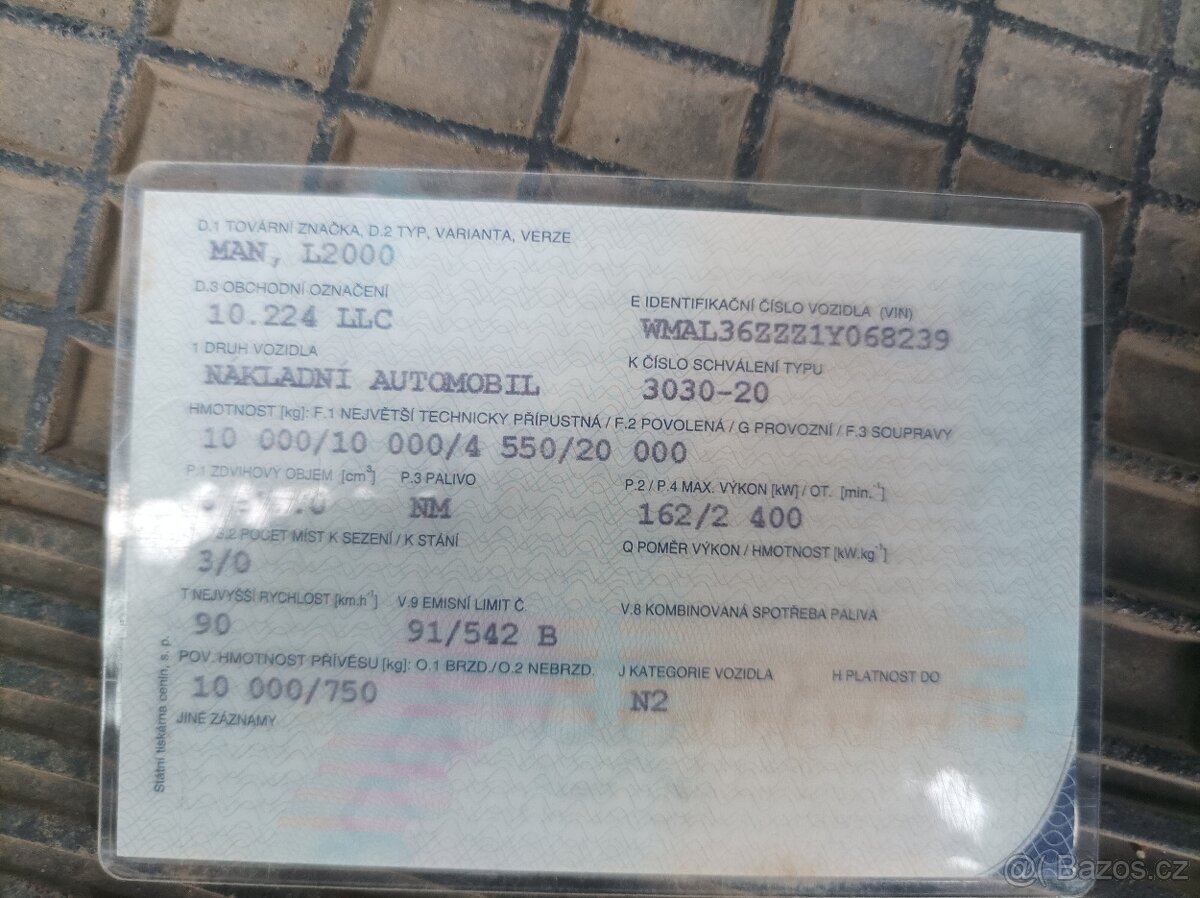 D.1 TOVÁRNÍ ZNAČKA, D.2 TYP, VARIANTA, VERZE
MAN, L2000
D.3 OBCHODNÍ OZNAČENÍ
10.224 LLC
E IDENTIFIKAČNÍ ČÍSLO VOZIDLA (VIN)
WMAL36ZZZ1Y068239
1 DRUH VOZIDLA
NÁKLADNÍ AUTOMOBIL
K ČÍSLO SCHVÁLENÍ TYPU
3030-20
HMOTNOST [kg]: F.1 NEJVĚTŠÍ TECHNICKY PŘÍPUSTNÁ / F.2 POVOLENÁ / G PROVOZNÍ / F.3 SOUPRAVY
10 000/10 000/4 550/20 000
P.1 ZDVIHOVÝ OBJEM [cm³] P.3 PALIVO
NM
P.2 / P.4 MAX. VÝKON [kW] / OT. [min.⁻¹]
162/2 400
POČET MÍST K SEZENÍ / K STÁNÍ
3/0
Q POMĚR VÝKON / HMOTNOST [kW.kg⁻¹]
T NEJVYŠŠÍ RYCHLOST [km.h⁻¹] V.9 EMISNÍ LIMIT Č.
90 91/542 B
V.8 KOMBINOVANÁ SPOTŘEBA PALIVA
POV. HMOTNOST PŘÍVĚSU [kg]: O.1 BRZD./O.2 NEBRZD.
10 000/750
J KATEGORIE VOZIDLA H PLATNOST DO
N2
JINÉ ZÁZNAMY
Státní tiskárna cenin, s. p.
Bazos.cz